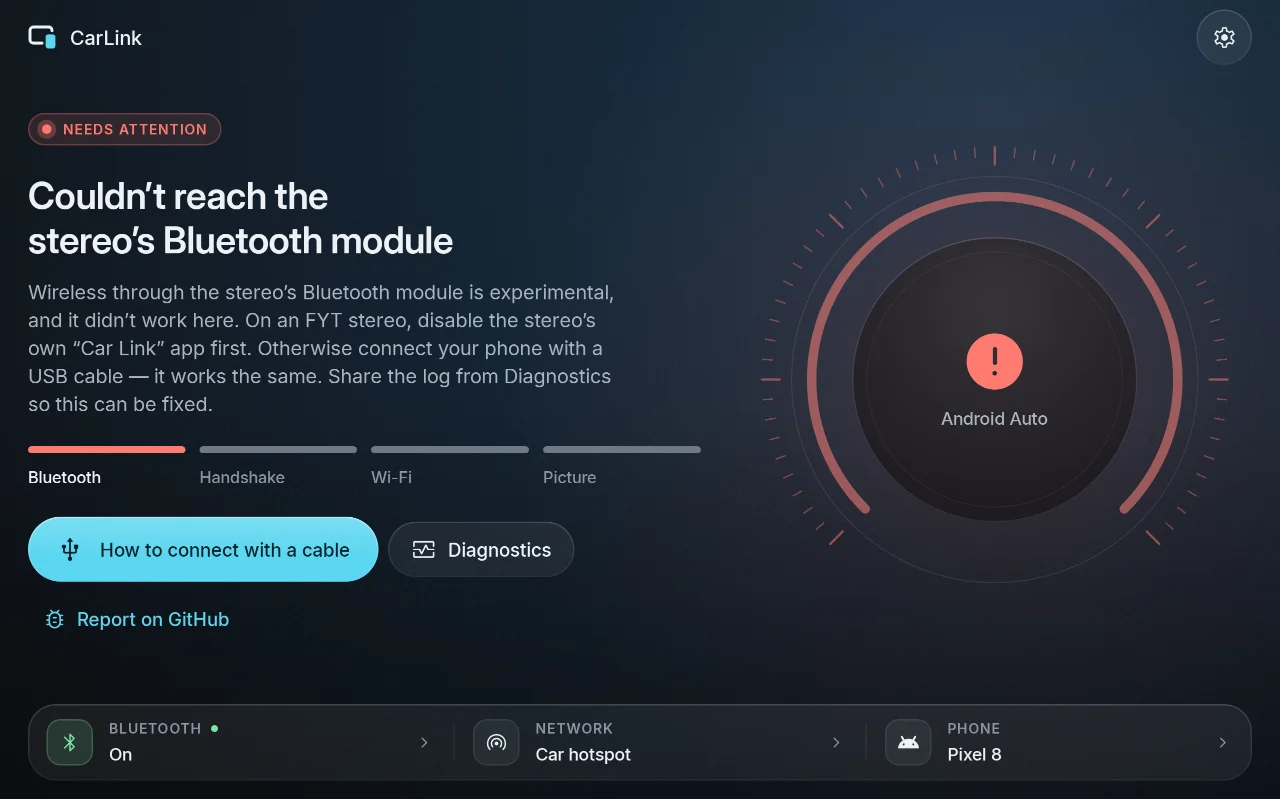 CarLink
NEEDS ATTENTION
Couldn’t reach the
stereo’s Bluetooth module
Wireless through the stereo’s Bluetooth module is experimental,
and it didn’t work here. On an FYT stereo, disable the stereo’s
own “Car Link” app first. Otherwise connect your phone with a
USB cable — it works the same. Share the log from Diagnostics
so this can be fixed.
Bluetooth
Handshake
Wi-Fi
Picture
How to connect with a cable
Diagnostics
Report on GitHub
Android Auto
BLUETOOTH
On
NETWORK
Car hotspot
PHONE
Pixel 8